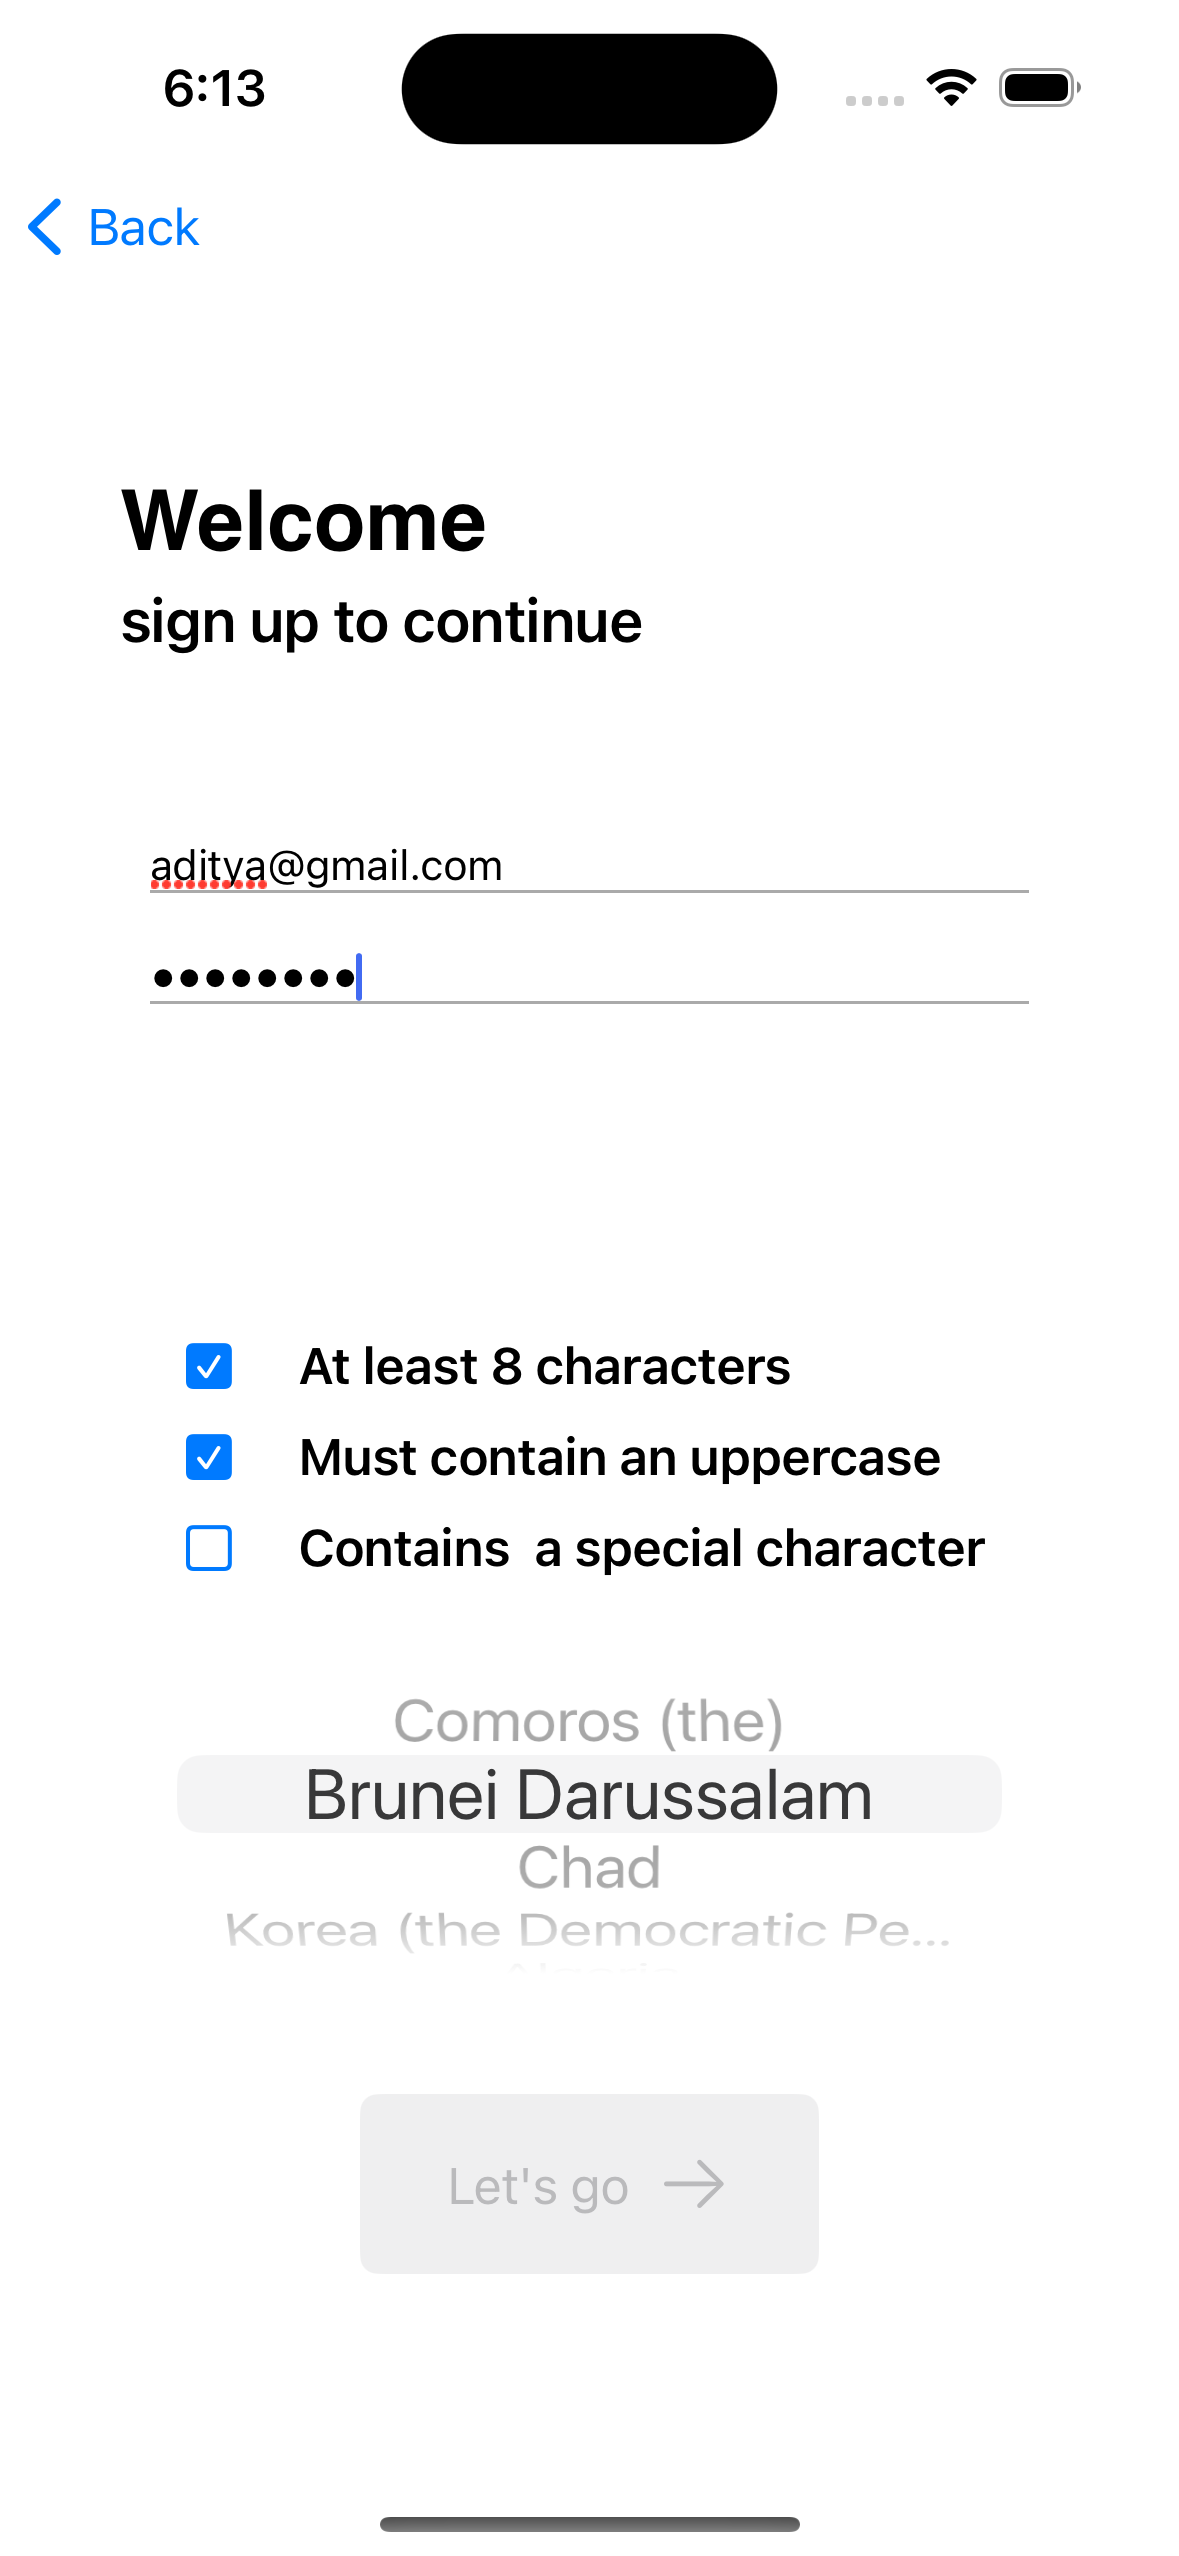 6:13
Back
Welcome
sign up to continue
aditya@gmail.com
••••••••
At least 8 characters
Must contain an uppercase
Contains  a special character
Comoros (the)
Brunei Darussalam
Chad
Korea (the Democratic Pe...
Let's go